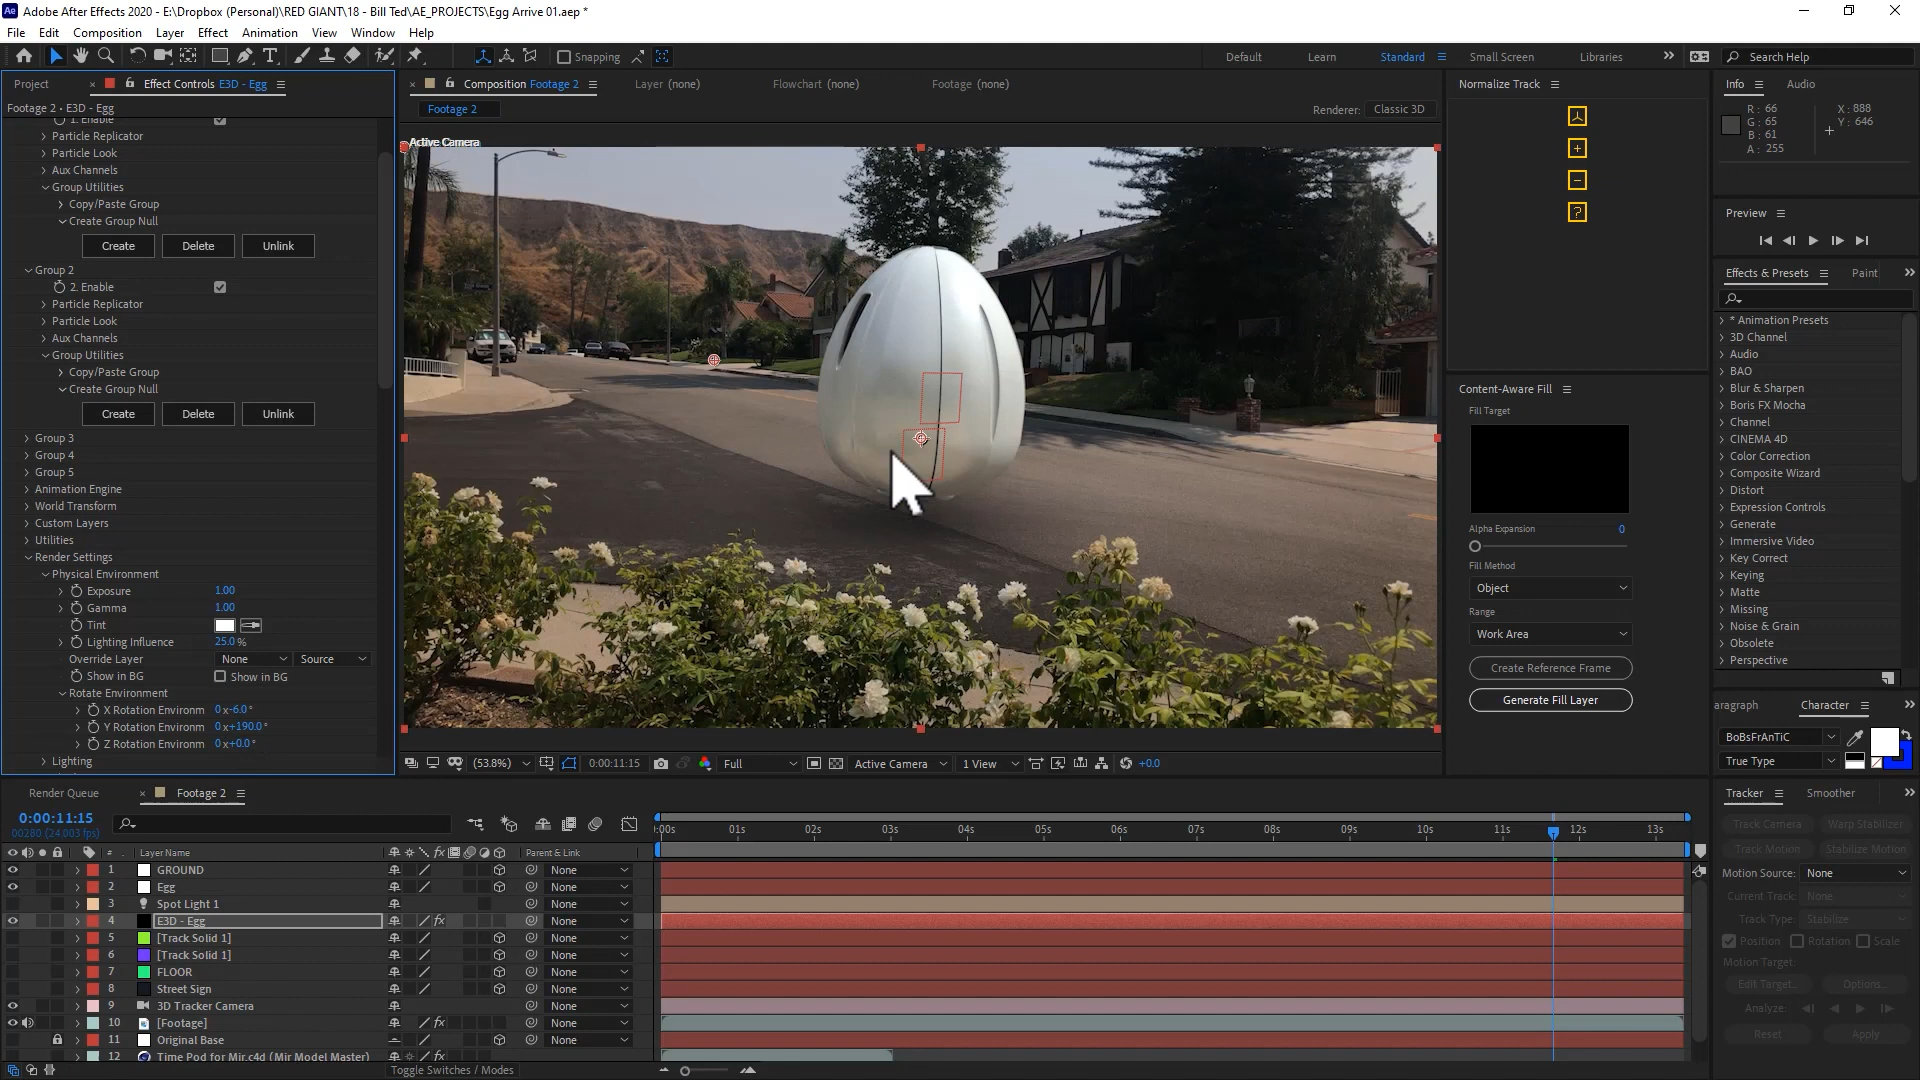 Adobe After Effects 2020 - E:\Dropbox (Personal)\RED GIANT\18 - Bill Ted\AE_PROJECTS\Egg Arrive 01.aep *
File Edit Composition Layer Effect Animation View Window Help
Snapping
Default Learn Standard Small Screen Libraries Search Help
Project Effect Controls E3D - Egg
Footage 2 • E3D - Egg
1. Enable
Particle Replicator
Particle Look
Aux Channels
Group Utilities
Copy/Paste Group
Create Group Null
Create Delete Unlink
Group 2
2. Enable
Particle Replicator
Particle Look
Aux Channels
Group Utilities
Copy/Paste Group
Create Group Null
Create Delete Unlink
Group 3
Group 4
Group 5
Animation Engine
World Transform
Custom Layers
Utilities
Render Settings
Physical Environment
Exposure 1.00
Gamma 1.00
Tint
Lighting Influence 25.0 %
Override Layer None Source
Show in BG Show in BG
Rotate Environment
X Rotation Environm 0 x-6.0°
Y Rotation Environm 0 x+190.0°
Z Rotation Environm 0 x+0.0°
Lighting
Composition Footage 2 Layer (none) Flowchart (none) Footage (none)
Footage 2 Renderer: Classic 3D
Active Camera
(53.8%) 0:00:11:15 Full Active Camera 1 View +0.0
Normalize Track
Content-Aware Fill
Fill Target
Alpha Expansion 0
Fill Method
Object
Range
Work Area
Create Reference Frame
Generate Fill Layer
Info Audio
R : 66 X : 888
G : 65 Y : 646
B : 61
A : 255
Preview
Effects & Presets Paint
* Animation Presets
3D Channel
Audio
BAO
Blur & Sharpen
Boris FX Mocha
Channel
CINEMA 4D
Color Correction
Composite Wizard
Distort
Expression Controls
Generate
Immersive Video
Key Correct
Keying
Matte
Missing
Noise & Grain
Obsolete
Perspective
aragraph Character
BoBsFrAnTiC
True Type
Tracker Smoother
Track Camera Warp Stabilizer
Track Motion Stabilize Motion
Motion Source: None
Current Track: None
Track Type: Stabilize
Position Rotation Scale
Motion Target:
Edit Target... Options...
Analyze:
Reset Apply
Render Queue Footage 2
0:00:11:15
00280 (24.003 fps)
:00s 01s 02s 03s 04s 05s 06s 07s 08s 09s 10s 11s 12s 13s
# Layer Name Parent & Link
1 GROUND None
2 Egg None
3 Spot Light 1 None
4 E3D - Egg None
5 [Track Solid 1] None
6 [Track Solid 1] None
7 FLOOR None
8 Street Sign None
9 3D Tracker Camera None
10 [Footage] None
11 Original Base None
12 Time Pod for Mir.c4d (Mir Model Master) None
Toggle Switches / Modes